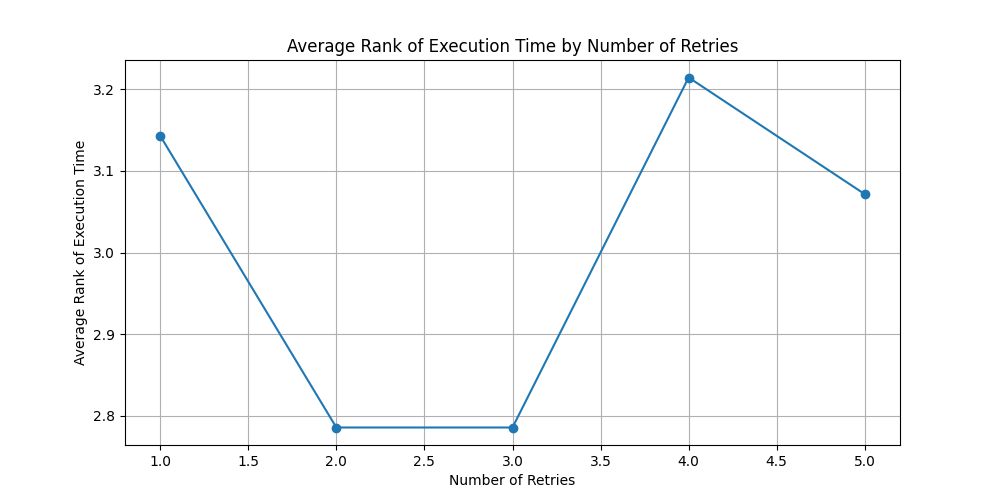 Average Rank of Execution Time by Number of Retries
Average Rank of Execution Time
3.2
3.1
3.0
2.9
2.8
1.0 1.5 2.0 2.5 3.0 3.5 4.0 4.5 5.0
Number of Retries